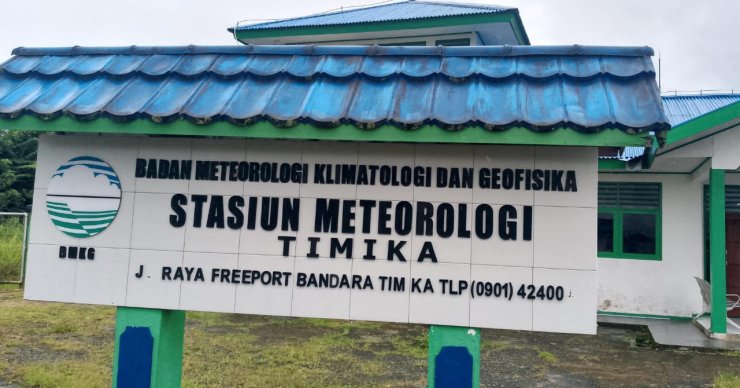 BADAN METEOROLOGI KLIMATOLOGI DAN GEOFISIKA
STASIUN METEOROLOGI
TIMIKA
BMKG
J. RAYA FREEPORT BANDARA TIM KA TLP (0901) 42400